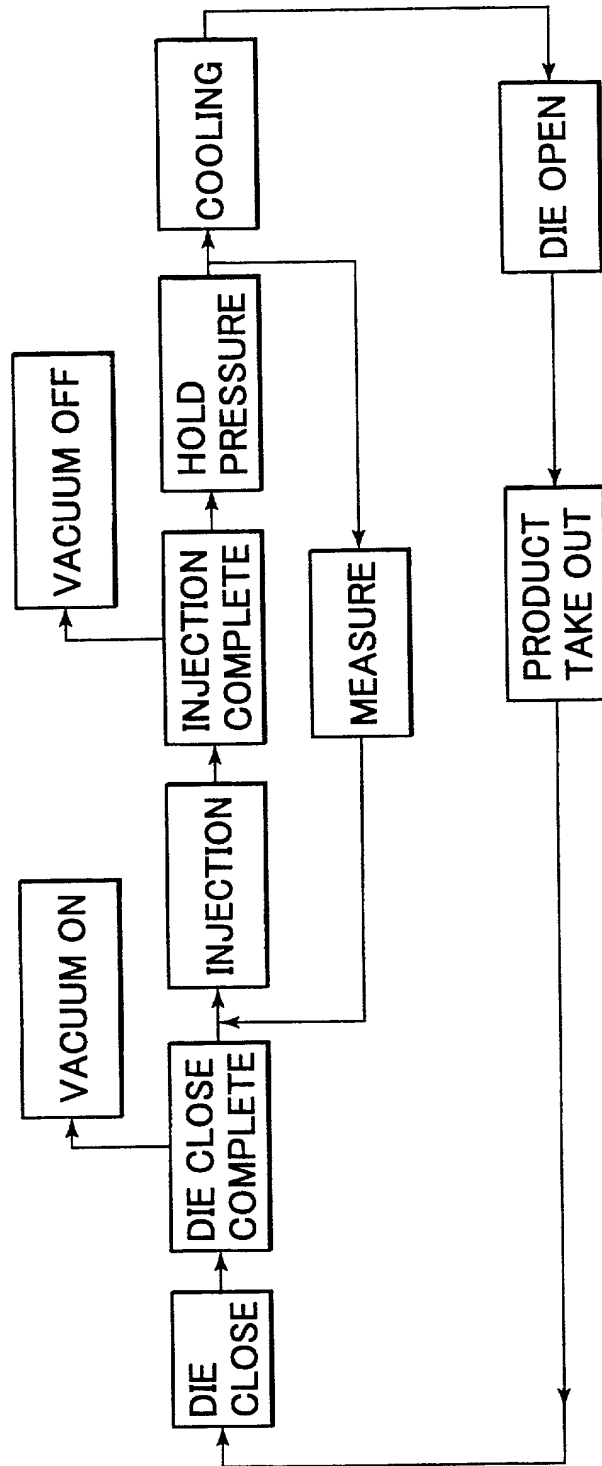 VACUUM ON
VACUUM OFF
DIE
CLOSE
DIE CLOSE
COMPLETE
INJECTION
INJECTION
COMPLETE
HOLD
PRESSURE
COOLING
MEASURE
PRODUCT
TAKE OUT
DIE OPEN